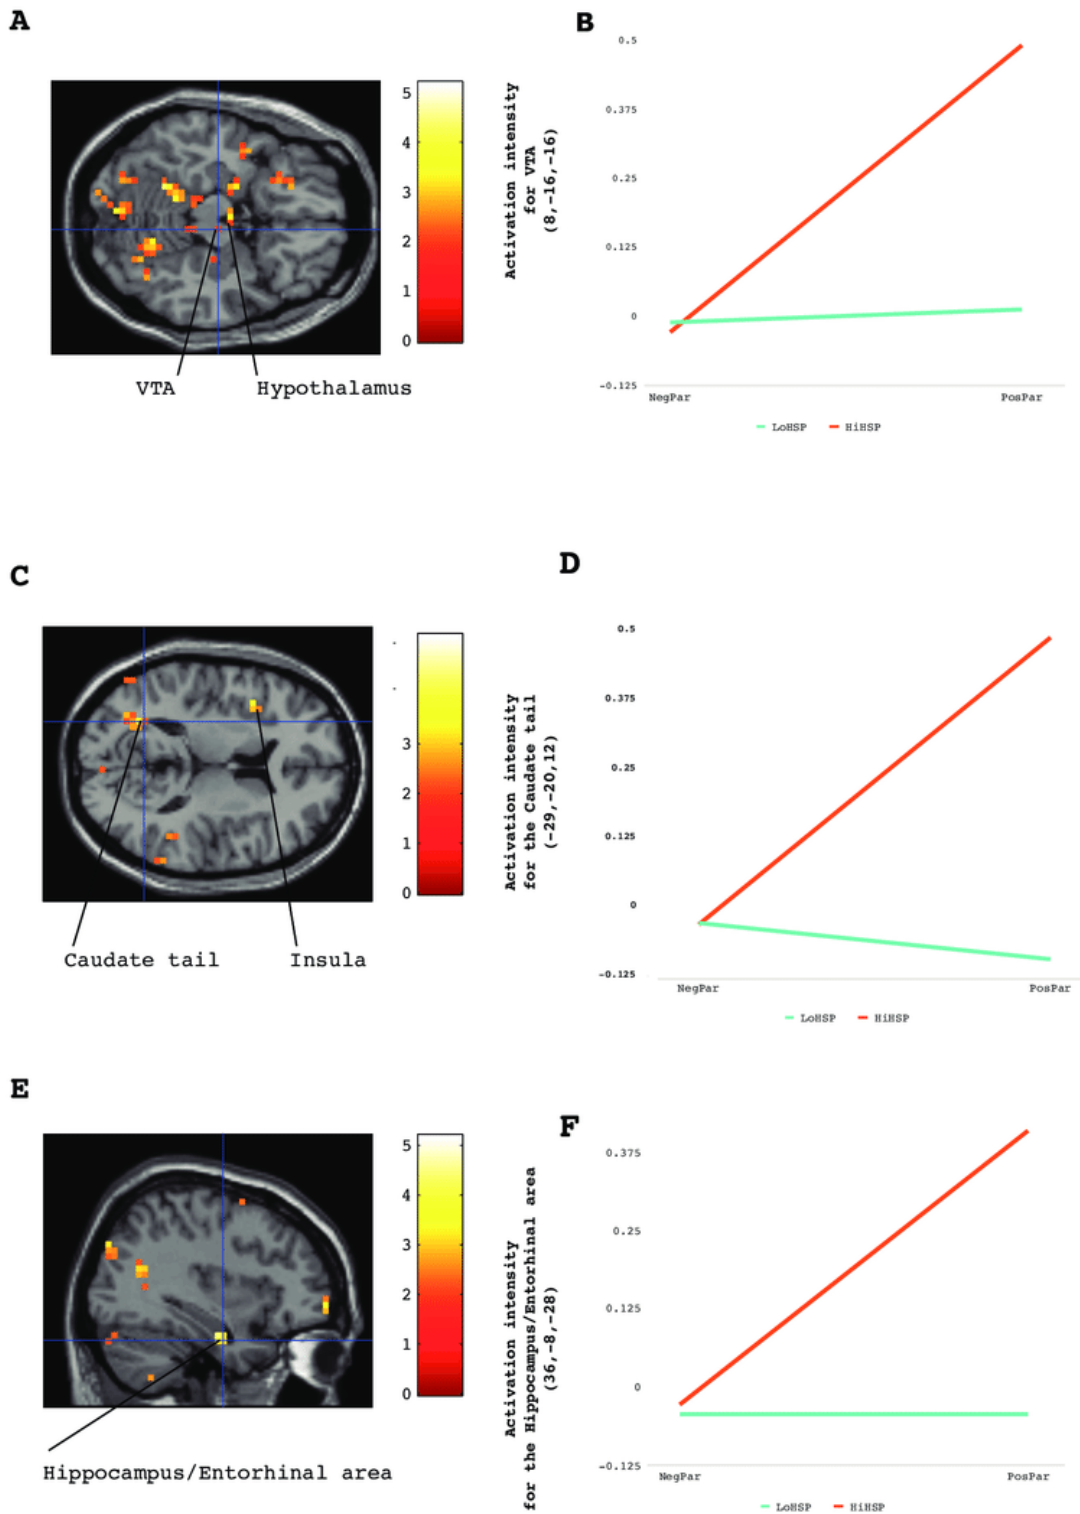 A
5
4
3
2
1
0
VTA
Hypothalamus
B
Activation intensity
for VTA
(8,-16,-16)
0.5
0.375
0.25
0.125
0
-0.125
NegPar
PosPar
LoHSP
HiHSP
C
3
2
1
0
Caudate tail
Insula
D
Activation intensity
for the Caudate tail
(-29,-20,12)
0.5
0.375
0.25
0.125
0
-0.125
NegPar
PosPar
LoHSP
HiHSP
E
5
4
3
2
1
0
Hippocampus/Entorhinal area
F
Activation intensity
for the Hippocampus/Entorhinal area
(36,-8,-28)
0.375
0.25
0.125
0
-0.125
NegPar
PosPar
LoHSP
HiHSP